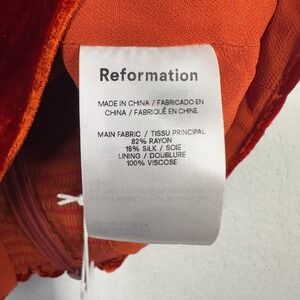 Reformation
MADE IN CHINA / FABRICADO EN
CHINA / FABRIQUÉ EN CHINE
MAIN FABRIC / TISSU PRINCIPAL
82% RAYON
18% SILK / SOIE
LINING / DOUBLURE
100% VISCOSE